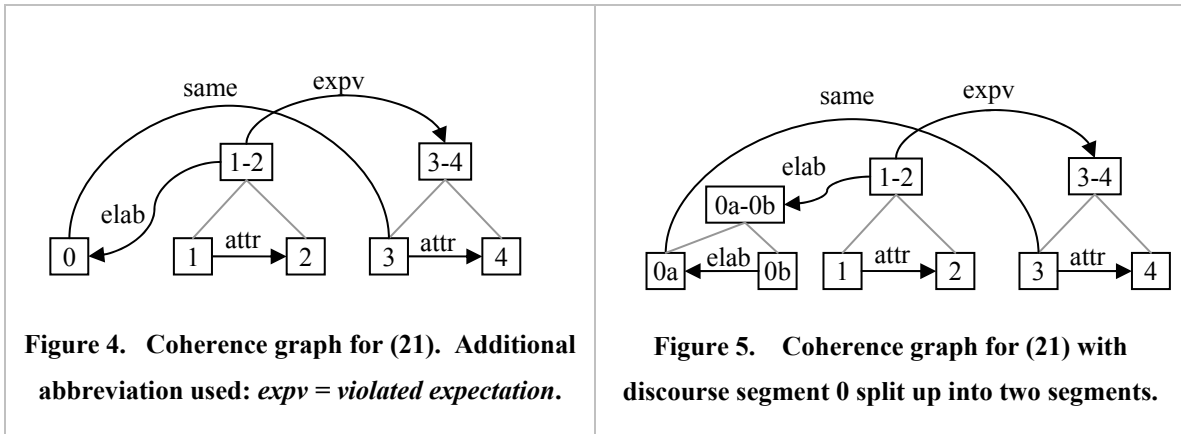 same
expv
1-2
3-4
elab
0
1
attr
2
3
attr
4
Figure 4. Coherence graph for (21). Additional
abbreviation used: expv = violated expectation.
same
expv
elab
1-2
3-4
0a-0b
0a
elab
0b
1
attr
2
3
attr
4
Figure 5. Coherence graph for (21) with
discourse segment 0 split up into two segments.